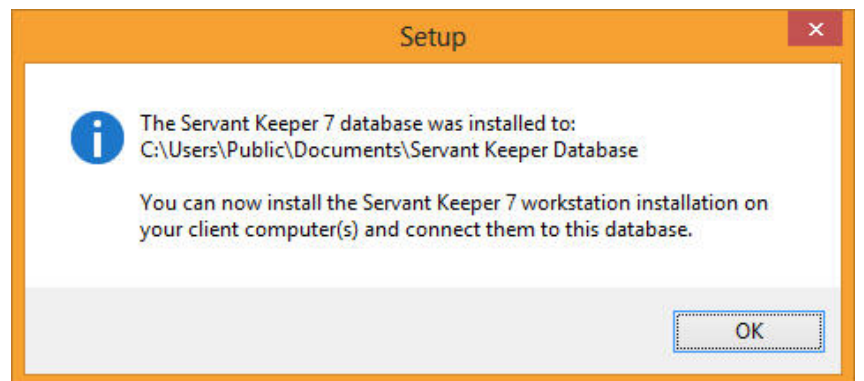 Setup
The Servant Keeper 7 database was installed to:
C:\Users\Public\Documents\Servant Keeper Database
You can now install the Servant Keeper 7 workstation installation on
your client computer(s) and connect them to this database.
OK